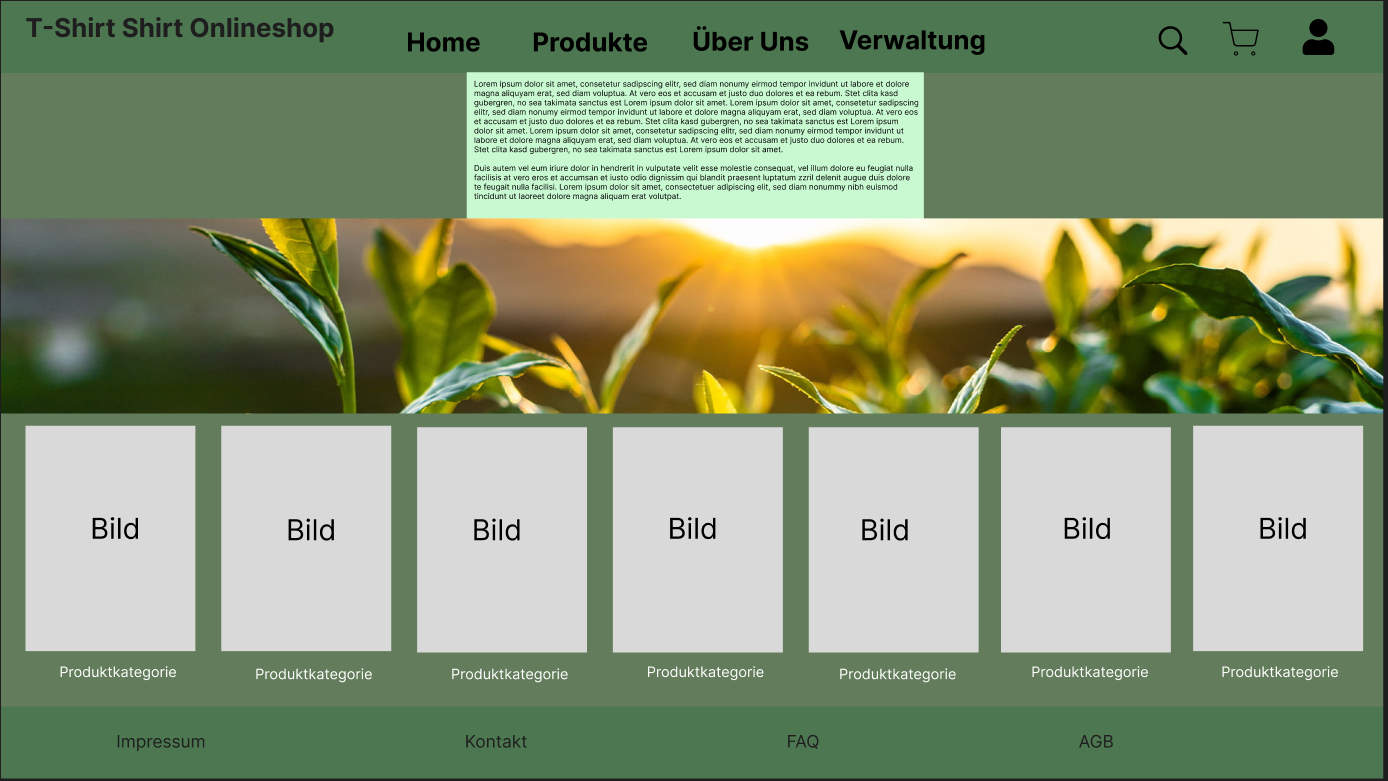 T-Shirt Shirt Onlineshop
Home Produkte Über Uns Verwaltung
Lorem ipsum dolor sit amet, consetetur sadipscing elitr, sed diam nonumy eirmod tempor invidunt ut labore et dolore
magna aliquyam erat, sed diam voluptua. At vero eos et accusam et justo duo dolores et ea rebum. Stet clita kasd
gubergren, no sea takimata sanctus est Lorem ipsum dolor sit amet. Lorem ipsum dolor sit amet, consetetur sadipscing
elitr, sed diam nonumy eirmod tempor invidunt ut labore et dolore magna aliquyam erat, sed diam voluptua. At vero eos
et accusam et justo duo dolores et ea rebum. Stet clita kasd gubergren, no sea takimata sanctus est Lorem ipsum
dolor sit amet. Lorem ipsum dolor sit amet, consetetur sadipscing elitr, sed diam nonumy eirmod tempor invidunt ut
labore et dolore magna aliquyam erat, sed diam voluptua. At vero eos et accusam et justo duo dolores et ea rebum.
Stet clita kasd gubergren, no sea takimata sanctus est Lorem ipsum dolor sit amet.
Duis autem vel eum iriure dolor in hendrerit in vulputate velit esse molestie consequat, vel illum dolore eu feugiat nulla
facilisis at vero eros et accumsan et iusto odio dignissim qui blandit praesent luptatum zzril delenit augue duis dolore
te feugait nulla facilisi. Lorem ipsum dolor sit amet, consectetuer adipiscing elit, sed diam nonummy nibh euismod
tincidunt ut laoreet dolore magna aliquam erat volutpat.
Bild Bild Bild Bild Bild Bild Bild
Produktkategorie Produktkategorie Produktkategorie Produktkategorie Produktkategorie Produktkategorie Produktkategorie
Impressum Kontakt FAQ AGB